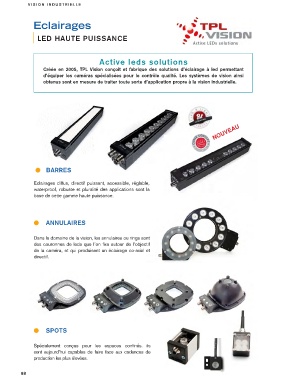 VISION INDUSTRIELLE
Eclairages
LED HAUTE PUISSANCE
TPL
VISION
Active LEDs solutions
Active leds solutions
Créée en 2005, TPL Vision conçoit et fabrique des solutions d'éclairage à led permettant
d'équiper les caméras spécialisées pour le contrôle qualité. Les systèmes de vision ainsi
obtenus sont en mesure de traiter toute sorte d'application propre à la vision industrielle.
NOUVEAU
BARRES
Eclairages diffus, directif puissant, accessible, réglable,
waterproof, robuste et pluralité des applications sont la
base de cette gamme haute puissance.
ANNULAIRES
Dans le domaine de la vision, les annulaires ou rings sont
des couronnes de leds que l'on fixe autour de l'objectif
de la caméra, et qui produisent un éclairage co-axial et
directif.
SPOTS
Spécialement conçus pour les espaces confinés, ils
sont aujourd'hui capables de faire face aux cadences de
production les plus élevées.